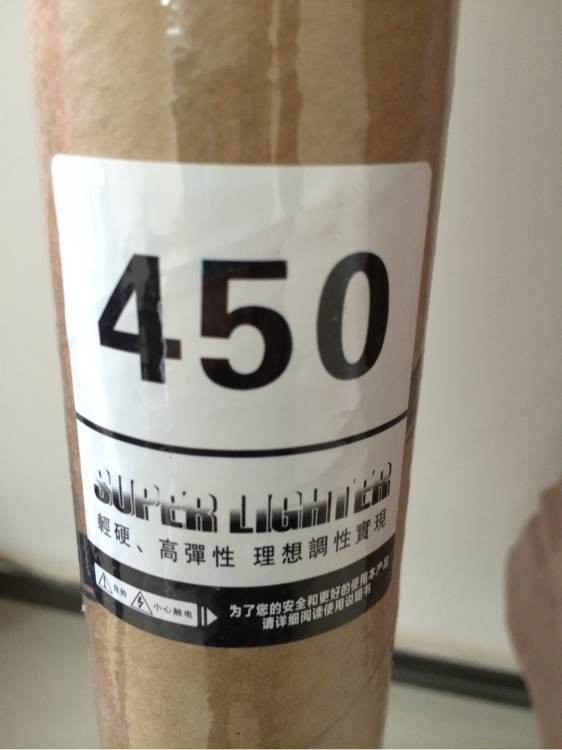 450
SUPER LIGHTER
輕硬、高彈性 理想調性實現
危險 小心触电
为了您的安全和更好的使用本产品
请详细阅读使用说明书